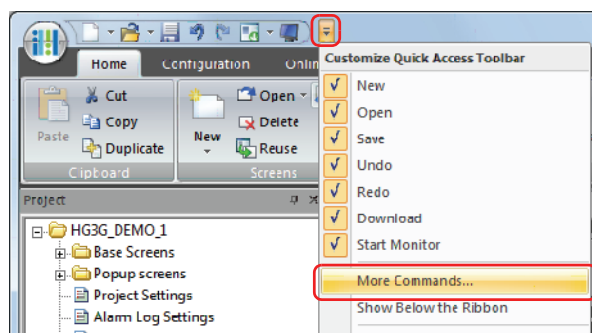 Home Configuration Onlin
Customize Quick Access Toolbar
New
Open
Save
Undo
Redo
Download
Start Monitor
More Commands...
Show Below the Ribbon
Paste
Cut
Copy
Duplicate
Clipboard
New
Open
Delete
Reuse
Screens
Project
HG3G_DEMO_1
Base Screens
Popup screens
Project Settings
Alarm Log Settings